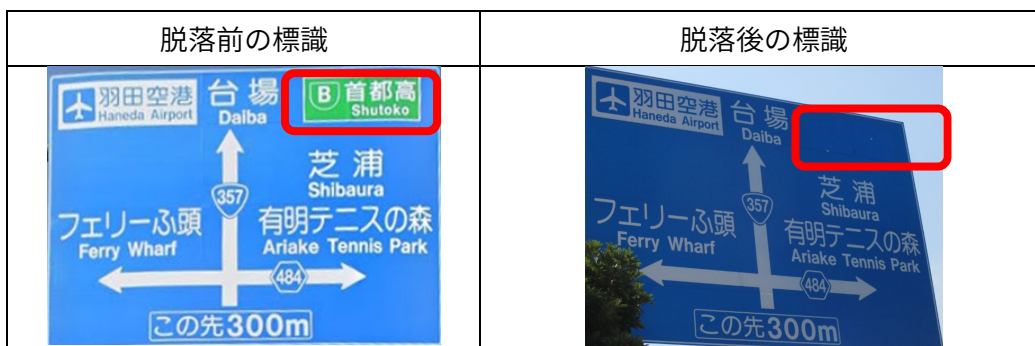 脱落前の標識
脱落後の標識
羽田空港
Haneda Airport
台場
Daiba
B 首都高
Shutoko
芝浦
Shibaura
357
フェリーふ頭
Ferry Wharf
有明テニスの森
Ariake Tennis Park
484
この先300m
羽田空港
Haneda Airport
台場
Daiba
芝浦
Shibaura
357
フェリーふ頭
Ferry Wharf
有明テニスの森
Ariake Tennis Park
484
この先300m